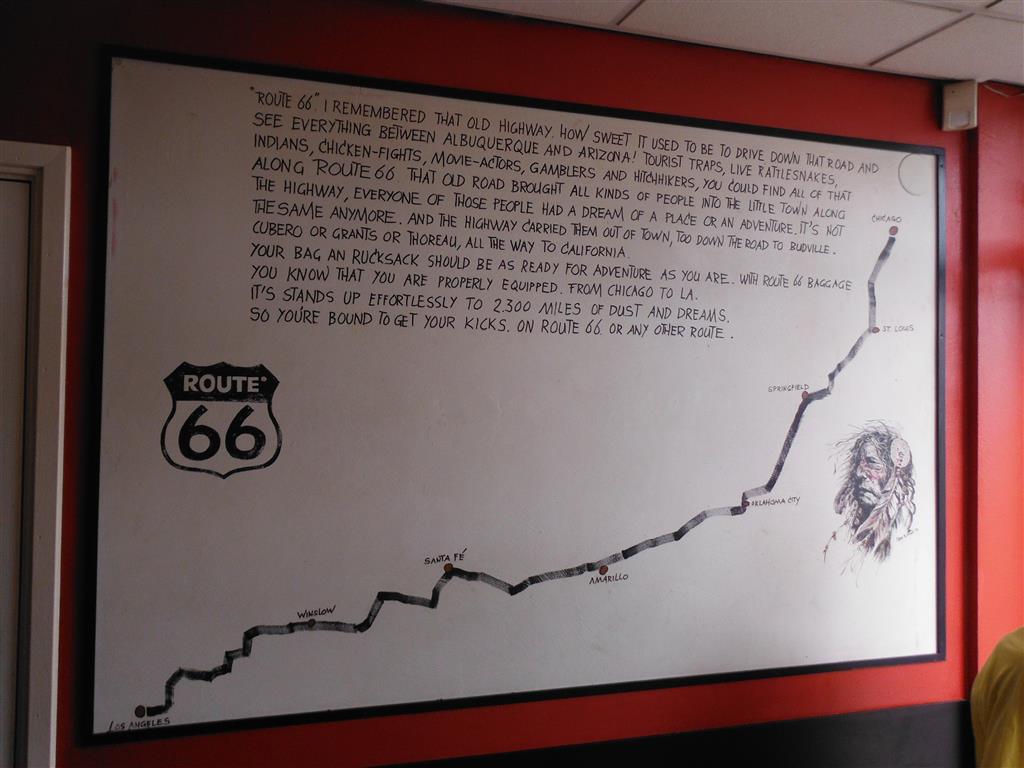 "ROUTE 66". I REMEMBERED THAT OLD HIGHWAY. HOW SWEET IT USED TO BE TO DRIVE DOWN THAT ROAD AND
SEE EVERYTHING BETWEEN ALBUQUERQUE AND ARIZONA! TOURIST TRAPS, LIVE RATTLESNAKES,
INDIANS, CHICKEN-FIGHTS, MOVIE-ACTORS, GAMBLERS AND HITCHHIKERS, YOU COULD FIND ALL OF THAT
ALONG ROUTE 66. THAT OLD ROAD BROUGHT ALL KINDS OF PEOPLE INTO THE LITTLE TOWN ALONG
THE HIGHWAY, EVERYONE OF THOSE PEOPLE HAD A DREAM OF A PLACE OR AN ADVENTURE. IT'S NOT
THE SAME ANYMORE. AND THE HIGHWAY CARRIED THEM OUT OF TOWN, TOO DOWN THE ROAD TO BUDVILLE.
CUBERO OR GRANTS OR THOREAU, ALL THE WAY TO CALIFORNIA.
YOUR BAG AN RUCKSACK SHOULD BE AS READY FOR ADVENTURE AS YOU ARE. WITH ROUTE 66 BAGGAGE
YOU KNOW THAT YOU ARE PROPERLY EQUIPPED. FROM CHICAGO TO LA.
IT'S STANDS UP EFFORTLESSLY TO 2.300 MILES OF DUST AND DREAMS.
SO YOU'RE BOUND TO GET YOUR KICKS. ON ROUTE 66 OR ANY OTHER ROUTE.
CHICAGO
ST. LOUIS
SPRINGFIELD
ROUTE
66
OKLAHOMA CITY
SANTA FÉ
AMARILLO
WINSLOW
LOS ANGELES